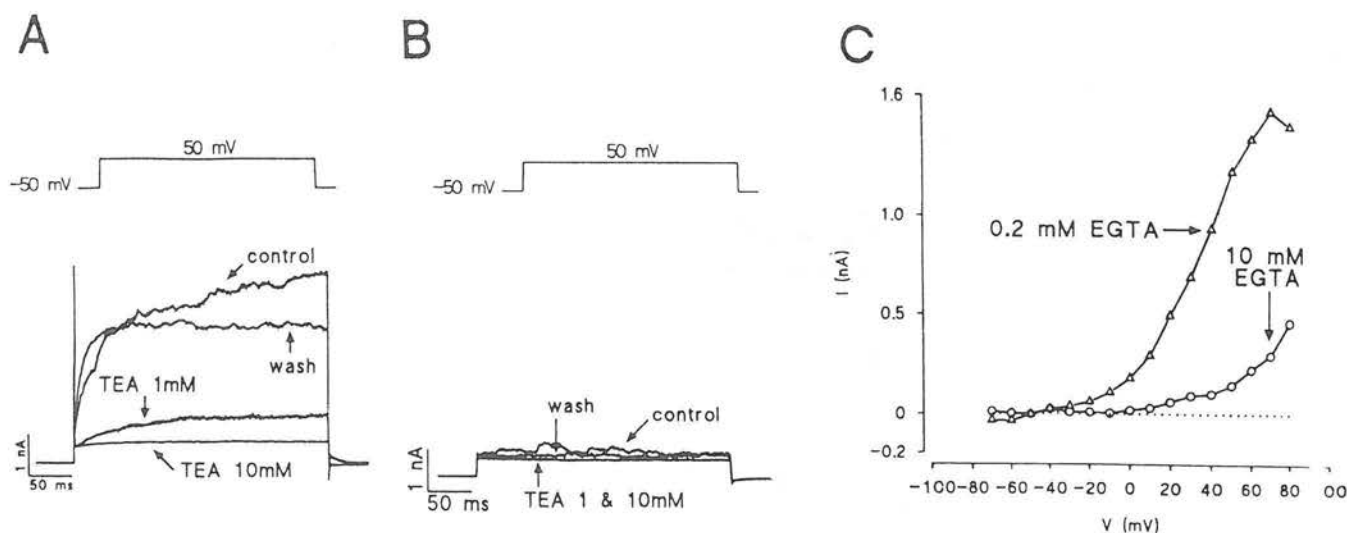 A
50 mV
-50 mV
control
wash
TEA 1mM
TEA 10mM
1 nA
50 ms
B
50 mV
-50 mV
wash
control
TEA 1 & 10mM
1 nA
50 ms
C
1.6
1.0
0.5
0
-0.2
I (nA)
0.2 mM EGTA
10 mM
EGTA
-100 -80 -60 -40 -20 0 20 40 60 80 00
V (mV)